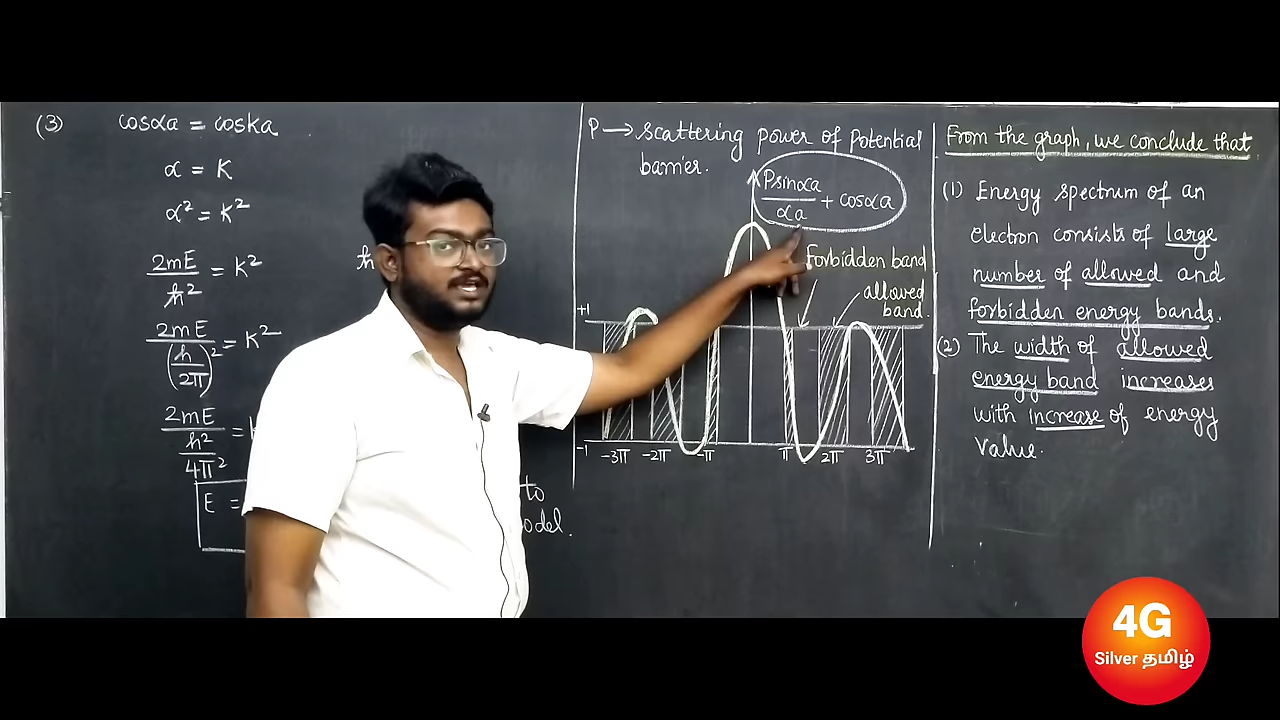 (3) cosαa = coska
α = K
α² = K²
2mE/ħ² = K²
2mE/(h/2π)² = K²
2mE/h²/4π² =
E =
ħ
to
odel.
P → scattering power of Potential
barrier.
Psinαa/αa + cosαa
Forbidden band
allowed
band.
+1
-1 -3π -2π -π π 2π 3π
From the graph, we conclude that
(1) Energy spectrum of an
electron consists of large
number of allowed and
forbidden energy bands.
(2) The width of allowed
energy band increases
with increase of energy
value.
4G
Silver தமிழ்